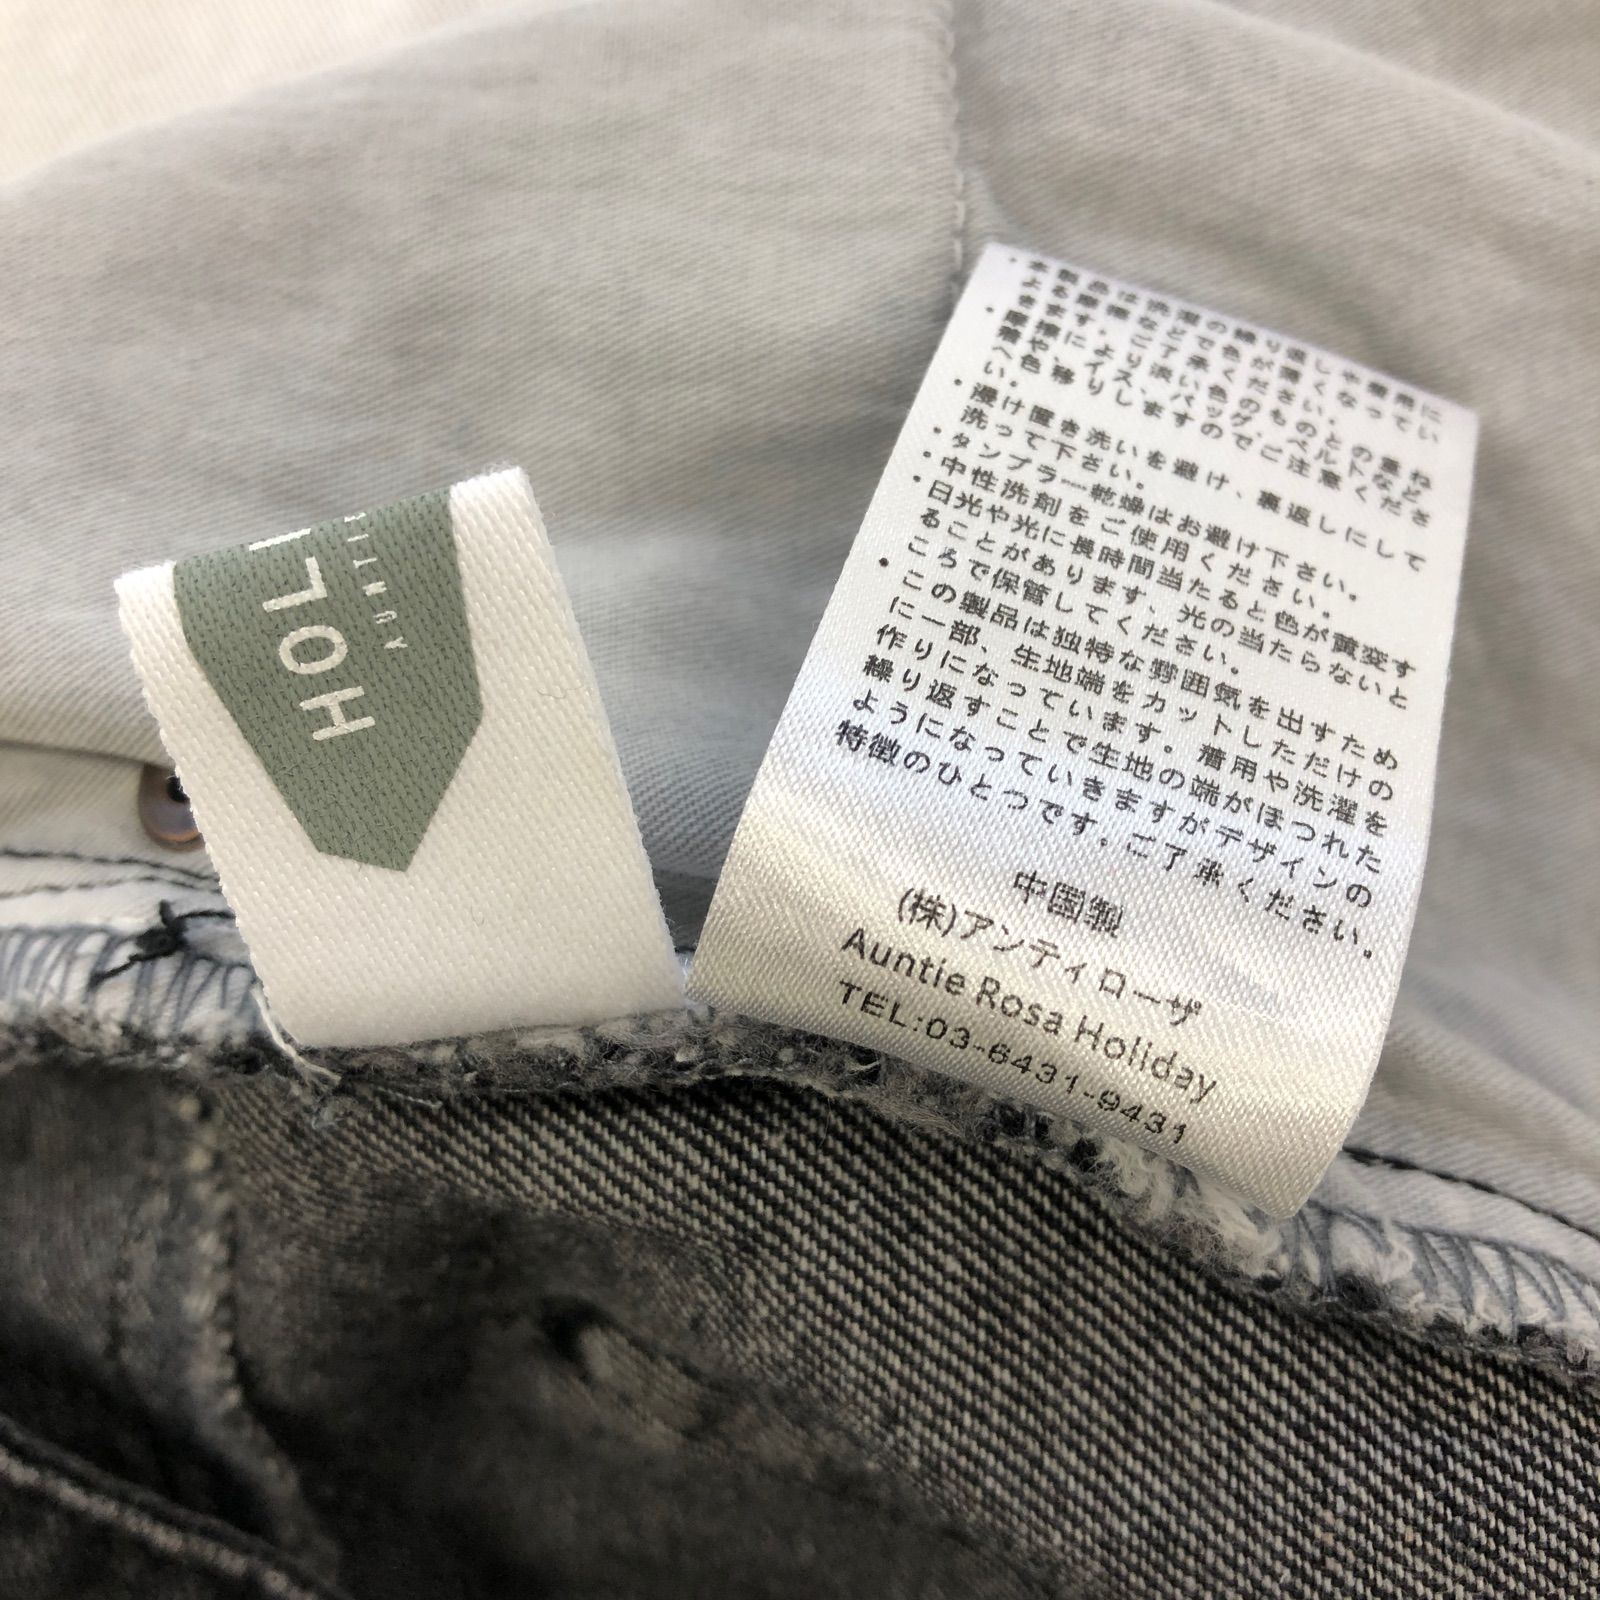 HOLI
・本製品は洗濯の繰り返しや着用に
よる摩擦などで色が薄くなってい
きます。ご了承ください。
・摩擦により淡い色のものとの重ね
着や、イス、バッグ、ベルトなど
へ色移りしますのでご注意くださ
い。
・浸け置き洗いを避け、裏返しにして
洗って下さい。
・タンブラー乾燥はお避け下さい。
・中性洗剤をご使用ください。
日光や光に長時間当たると色が黄変す
ることがあります、光の当たらないと
ころで保管してください。
・この製品は独特な雰囲気を出すため
に一部、生地端をカットしただけの
作りになっています。着用や洗濯を
繰り返すことで生地の端がほつれた
ようになっていきますがデザインの
特徴のひとつです。ご了承ください。
中国製
(株)アンティローザ
Auntie Rosa Holiday
TEL:03-6431-9431